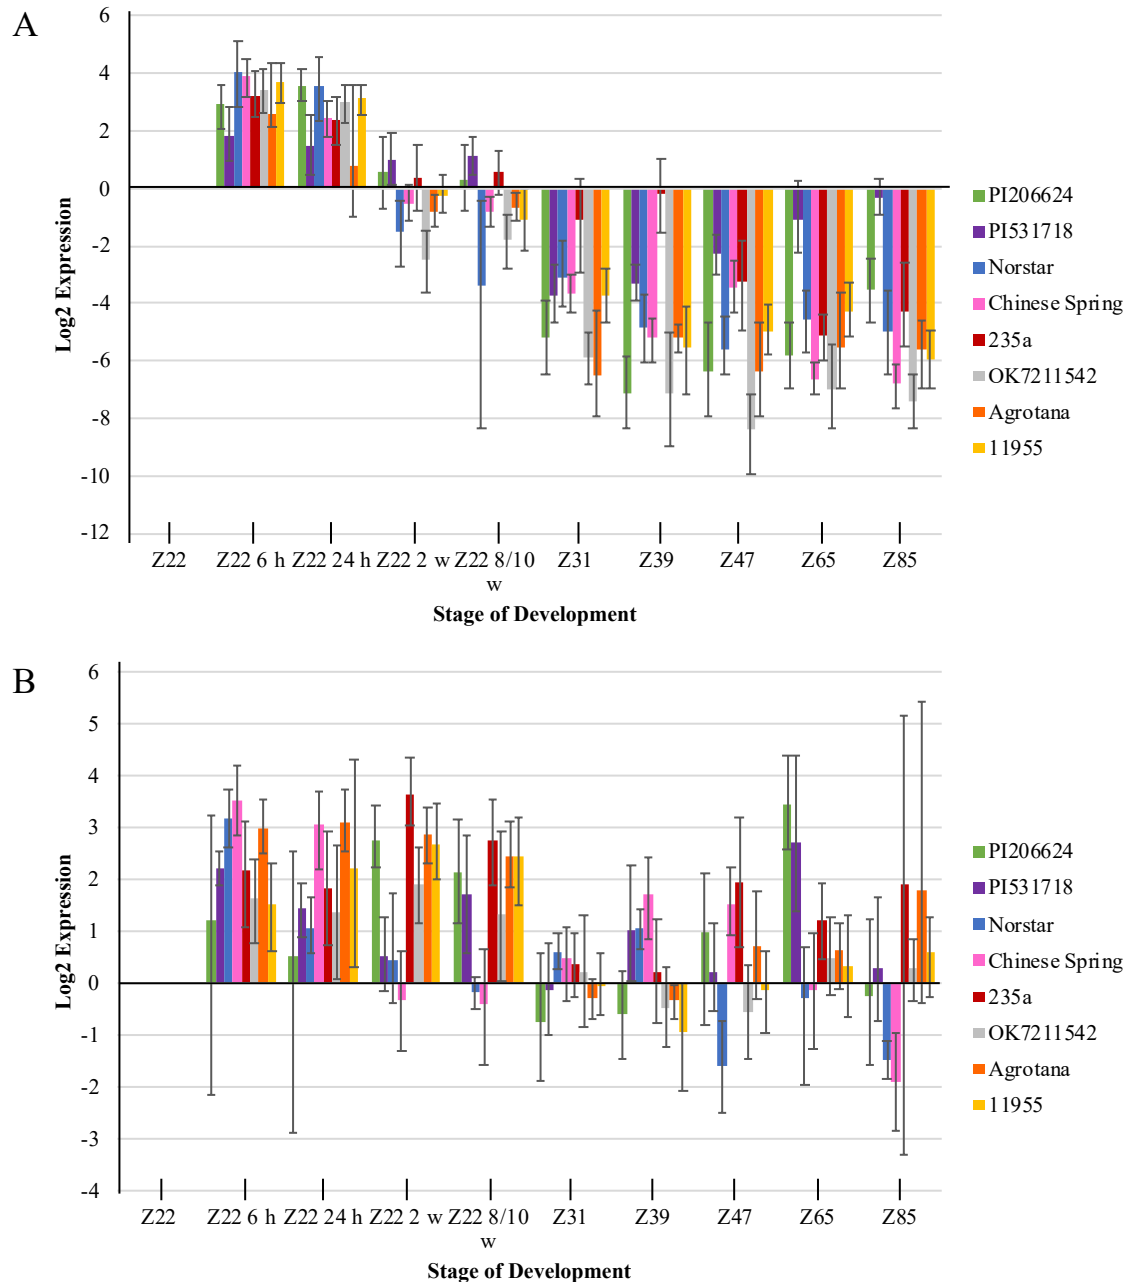 A
6
4
2
0
-2
-4
-6
-8
-10
-12
Log2 Expression
Z22 Z22 6 h Z22 24 h Z22 2 w Z22 8/10 w Z31 Z39 Z47 Z65 Z85
Stage of Development
PI206624
PI531718
Norstar
Chinese Spring
235a
OK7211542
Agrotana
11955
B
6
5
4
3
2
1
0
-1
-2
-3
-4
Log2 Expression
Z22 Z22 6 h Z22 24 h Z22 2 w Z22 8/10 w Z31 Z39 Z47 Z65 Z85
Stage of Development
PI206624
PI531718
Norstar
Chinese Spring
235a
OK7211542
Agrotana
11955